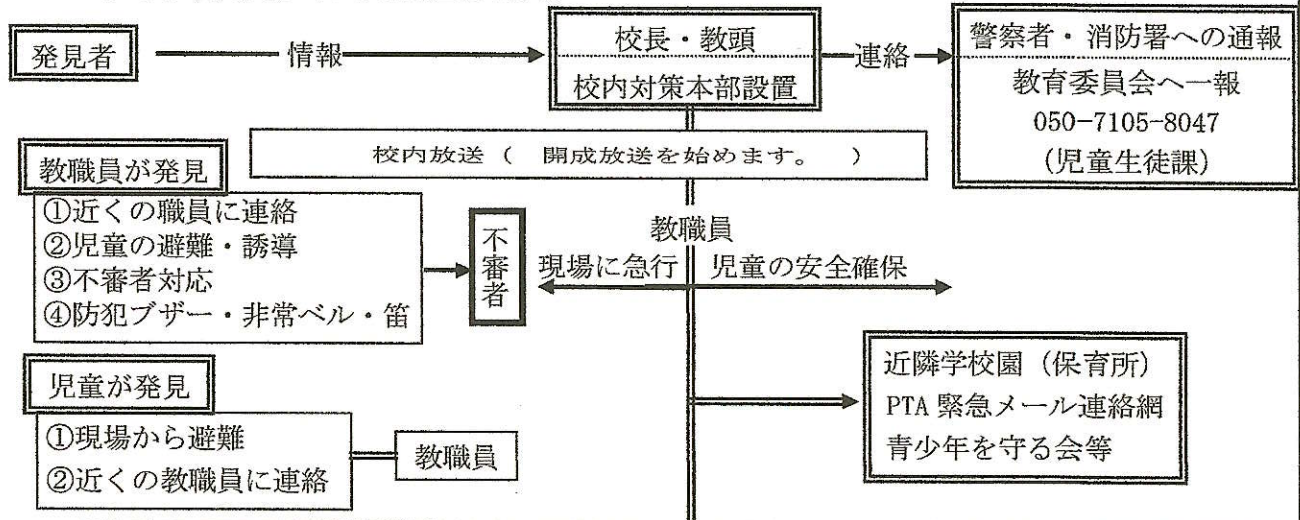 発見者
情報
校長・教頭
校内対策本部設置
連絡
警察者・消防署への通報
教育委員会へ一報
050-7105-8047
(児童生徒課)
校内放送（　開成放送を始めます。　）
教職員が発見
①近くの職員に連絡
②児童の避難・誘導
③不審者対応
④防犯ブザー・非常ベル・笛
不審者
教職員
現場に急行
児童の安全確保
児童が発見
①現場から避難
②近くの教職員に連絡
教職員
近隣学校園（保育所）
PTA 緊急メール連絡網
青少年を守る会等